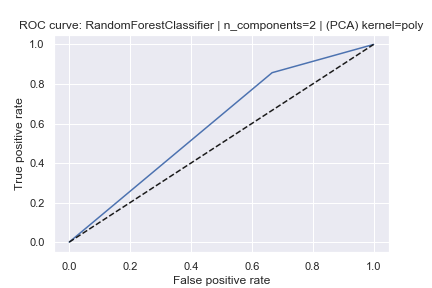 ROC curve: RandomForestClassifier | n_components=2 | (PCA) kernel=poly
1.0
0.8
0.6
0.4
0.2
0.0
True positive rate
0.0 0.2 0.4 0.6 0.8 1.0
False positive rate